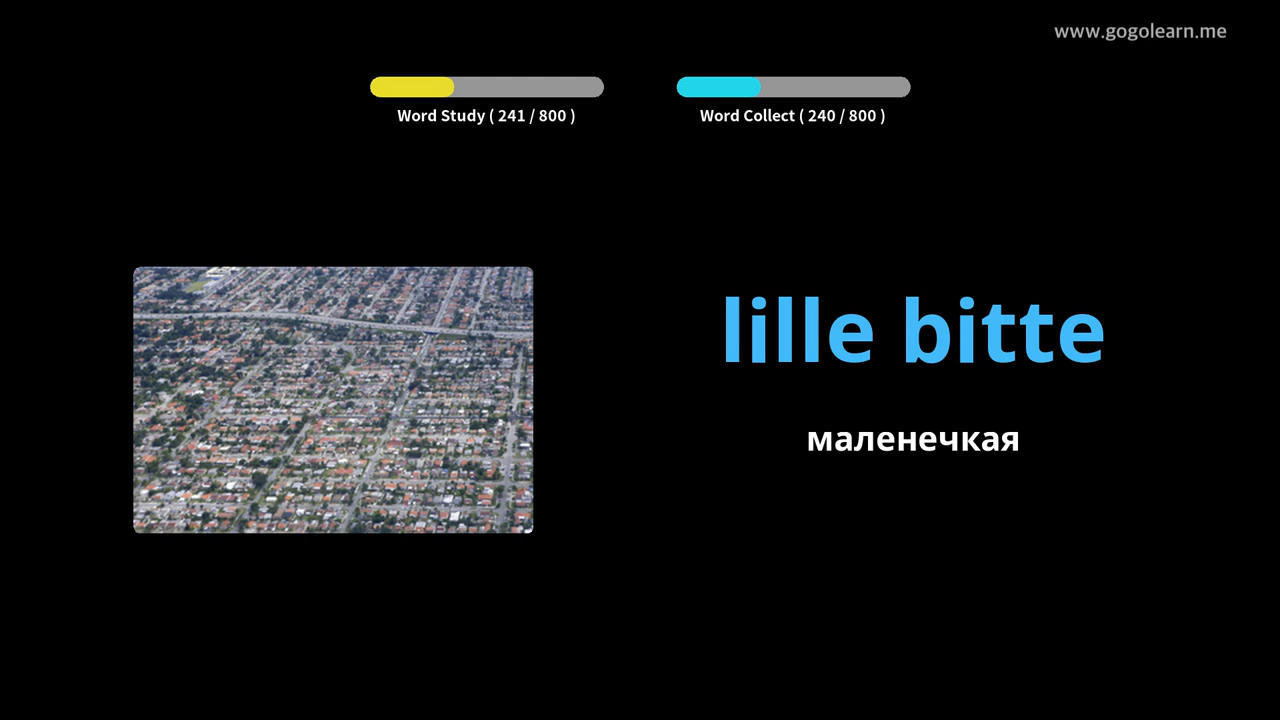 www.gogolearn.me
Word Study ( 241 / 800 )
Word Collect ( 240 / 800 )
lille bitte
маленечкая